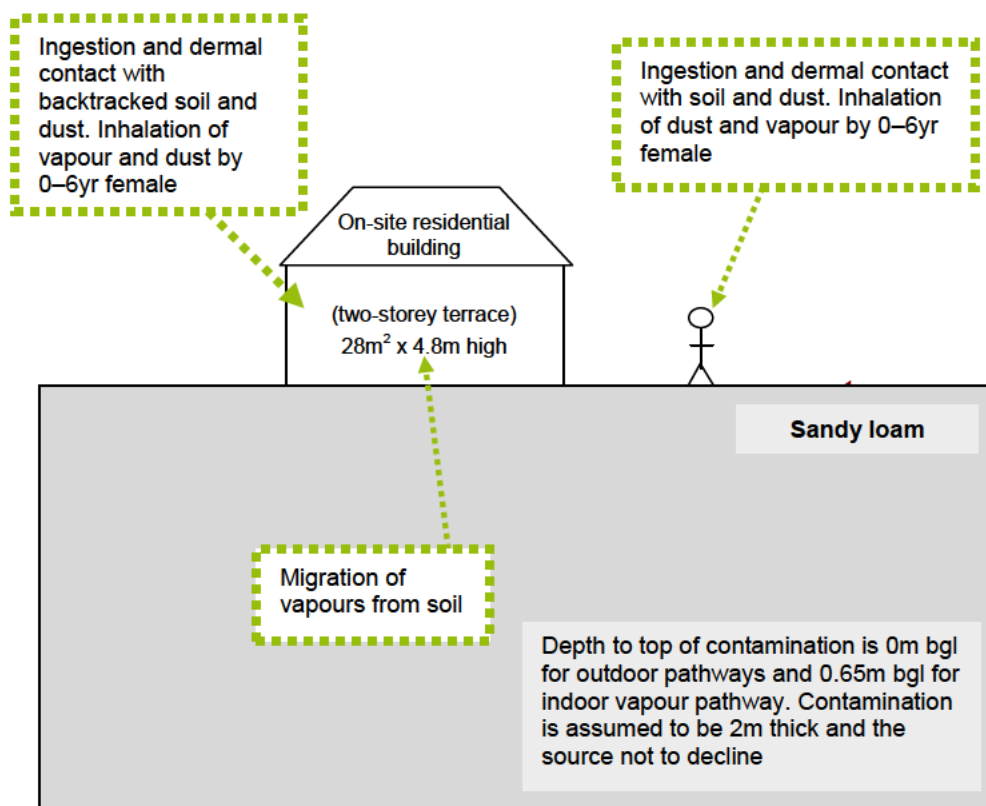 Ingestion and dermal
contact with
backtracked soil and
dust. Inhalation of
vapour and dust by
0–6yr female
Ingestion and dermal contact
with soil and dust. Inhalation
of dust and vapour by 0–6yr
female
On-site residential
building
(two-storey terrace)
28m² x 4.8m high
Sandy loam
Migration of
vapours from soil
Depth to top of contamination is 0m bgl
for outdoor pathways and 0.65m bgl for
indoor vapour pathway. Contamination
is assumed to be 2m thick and the
source not to decline